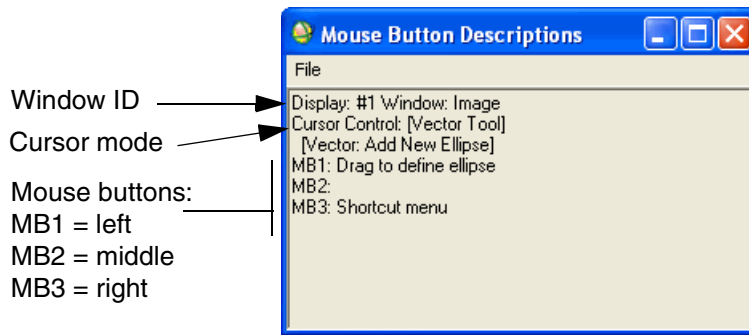 Mouse Button Descriptions
File
Window ID
Display: #1 Window: Image
Cursor mode
Cursor Control: [Vector Tool]
[Vector: Add New Ellipse]
Mouse buttons:
MB1 = left
MB2 = middle
MB3 = right
MB1: Drag to define ellipse
MB2:
MB3: Shortcut menu